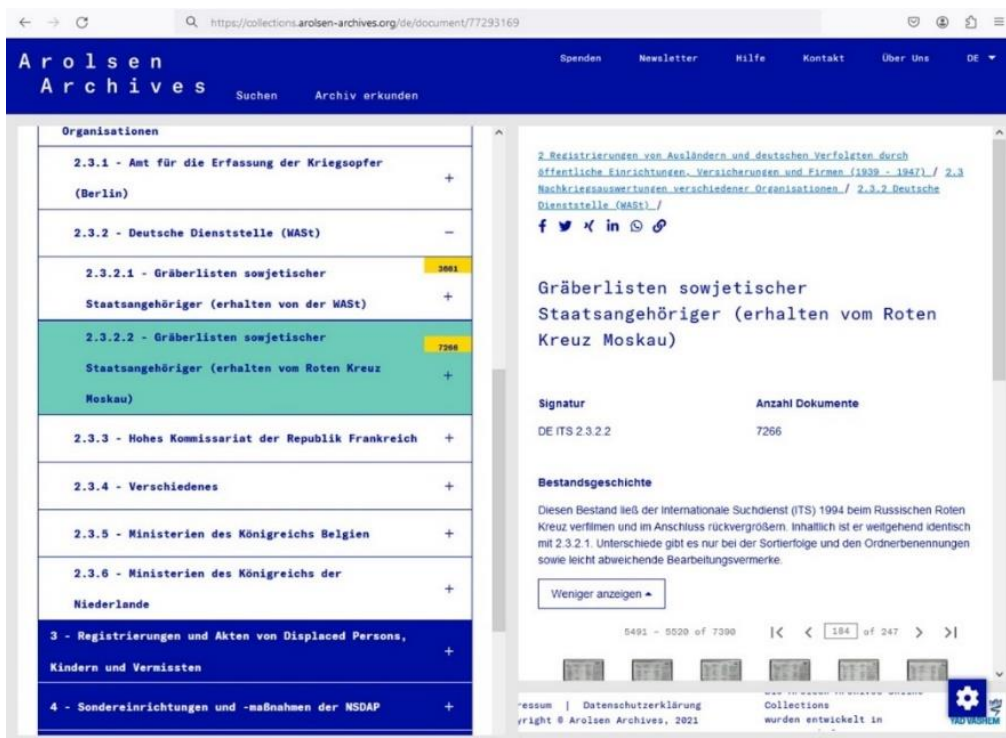 https://collections.arolsen-archives.org/de/document/77293169
Arolsen
Archives
Suchen Archiv erkunden
Spenden Newsletter Hilfe Kontakt Über Uns DE
Organisationen
2.3.1 - Amt für die Erfassung der Kriegsopfer
(Berlin)
2.3.2 - Deutsche Dienststelle (WASt)
3661
2.3.2.1 - Gräberlisten sowjetischer
Staatsangehöriger (erhalten von der WASt)
2.3.2.2 - Gräberlisten sowjetischer
7266
Staatsangehöriger (erhalten vom Roten Kreuz
Moskau)
2.3.3 - Hohes Kommissariat der Republik Frankreich
2.3.4 - Verschiedenes
2.3.5 - Ministerien des Königreichs Belgien
2.3.6 - Ministerien des Königreichs der
Niederlande
3 - Registrierungen und Akten von Displaced Persons,
Kindern und Vermissten
4 - Sondereinrichtungen und -maßnahmen der NSDAP
2 Registrierungen von Ausländern und deutschen Verfolgten durch
öffentliche Einrichtungen, Versicherungen und Firmen (1939 - 1947) / 2.3
Nachkriegsauswertungen verschiedener Organisationen / 2.3.2 Deutsche
Dienststelle (WASt) /
Gräberlisten sowjetischer
Staatsangehöriger (erhalten vom Roten
Kreuz Moskau)
Signatur Anzahl Dokumente
DE ITS 2.3.2.2 7266
Bestandsgeschichte
Diesen Bestand ließ der Internationale Suchdienst (ITS) 1994 beim Russischen Roten
Kreuz verfilmen und im Anschluss rückvergrößern. Inhaltlich ist er weitgehend identisch
mit 2.3.2.1. Unterschiede gibt es nur bei der Sortierfolge und den Ordnerbenennungen
sowie leicht abweichende Bearbeitungsvermerke.
Weniger anzeigen
5491 - 5520 of 7390 184 of 247
ressum | Datenschutzerklärung
yright © Arolsen Archives, 2021
Collections
wurden entwickelt in
YAD VASHEM